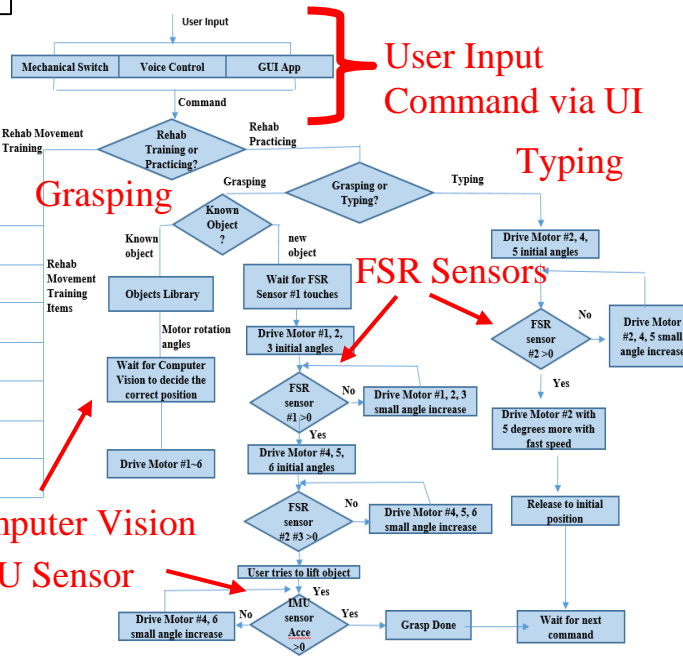 User Input
Mechanical Switch
Voice Control
GUI App
User Input
Command via UI
Command
Rehab Movement
Training
Rehab
Training or
Practicing?
Rehab
Practicing
Typing
Grasping
Grasping
Grasping or
Typing?
Typing
Known
Object
?
Known
object
new
object
Drive Motor #2, 4,
5 initial angles
Rehab
Movement
Training
Items
Objects Library
Wait for FSR
Sensor #1 touches
FSR Sensors
Motor rotation
angles
Drive Motor #1, 2,
3 initial angles
FSR
sensor
#2 >0
No
Drive Motor
#2, 4, 5 small
angle increase
Wait for Computer
Vision to decide the
correct position
FSR
sensor
#1 >0
No
Drive Motor #1, 2, 3
small angle increase
Yes
Yes
Drive Motor #2 with
5 degrees more with
fast speed
Drive Motor #1~6
Drive Motor #4, 5,
6 initial angles
FSR
sensor
#2 #3 >0
No
Drive Motor #4, 5, 6
small angle increase
Release to initial
position
mputer Vision
U Sensor
User tries to lift object
Yes
Drive Motor #4, 6
small angle increase
No
IMU
sensor
Acce
>0
Yes
Grasp Done
Wait for next
command